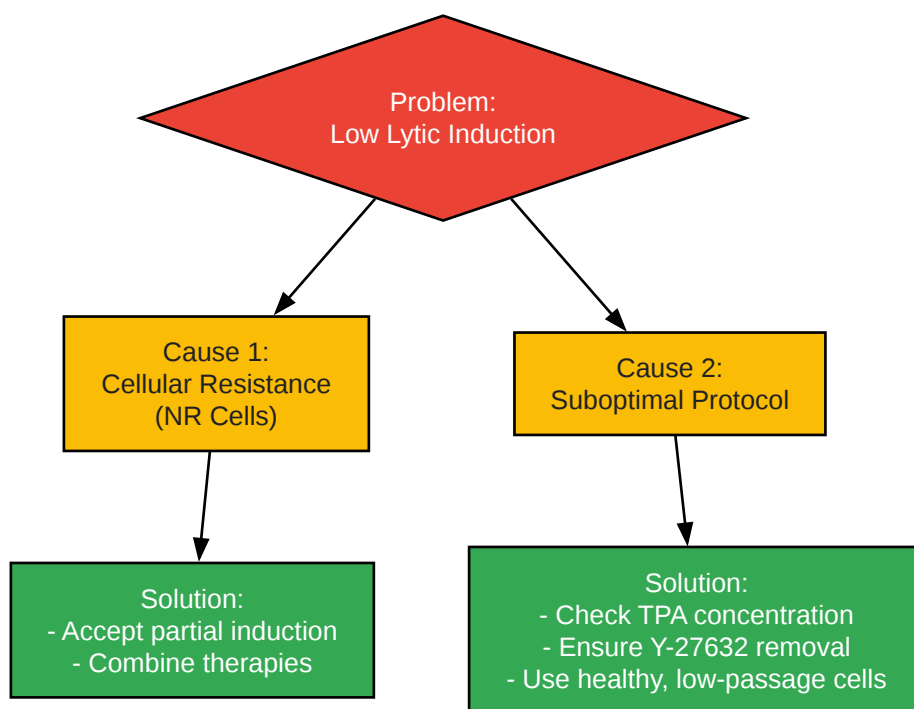 Problem:
Low Lytic Induction
Cause 1:
Cellular Resistance
(NR Cells)
Cause 2:
Suboptimal Protocol
Solution:
- Accept partial induction
- Combine therapies
Solution:
- Check TPA concentration
- Ensure Y-27632 removal
- Use healthy, low-passage cells